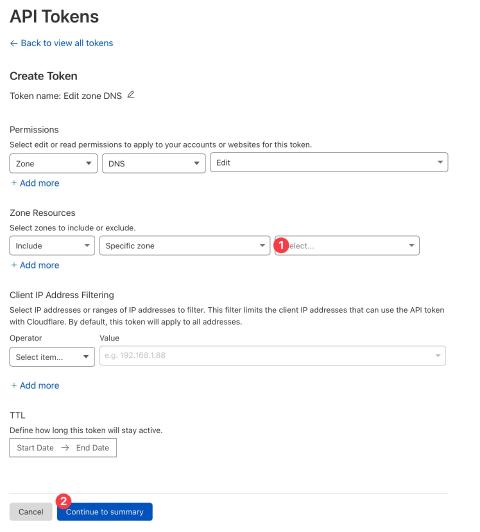 API Tokens
← Back to view all tokens
Create Token
Token name: Edit zone DNS
Permissions
Select edit or read permissions to apply to your accounts or websites for this token.
Zone DNS Edit
+ Add more
Zone Resources
Select zones to include or exclude.
Include Specific zone 1 elect...
+ Add more
Client IP Address Filtering
Select IP addresses or ranges of IP addresses to filter. This filter limits the client IP addresses that can use the API token
with Cloudflare. By default, this token will apply to all addresses.
Operator Value
Select item... e.g. 192.168.1.88
+ Add more
TTL
Define how long this token will stay active.
Start Date → End Date
2
Cancel Continue to summary